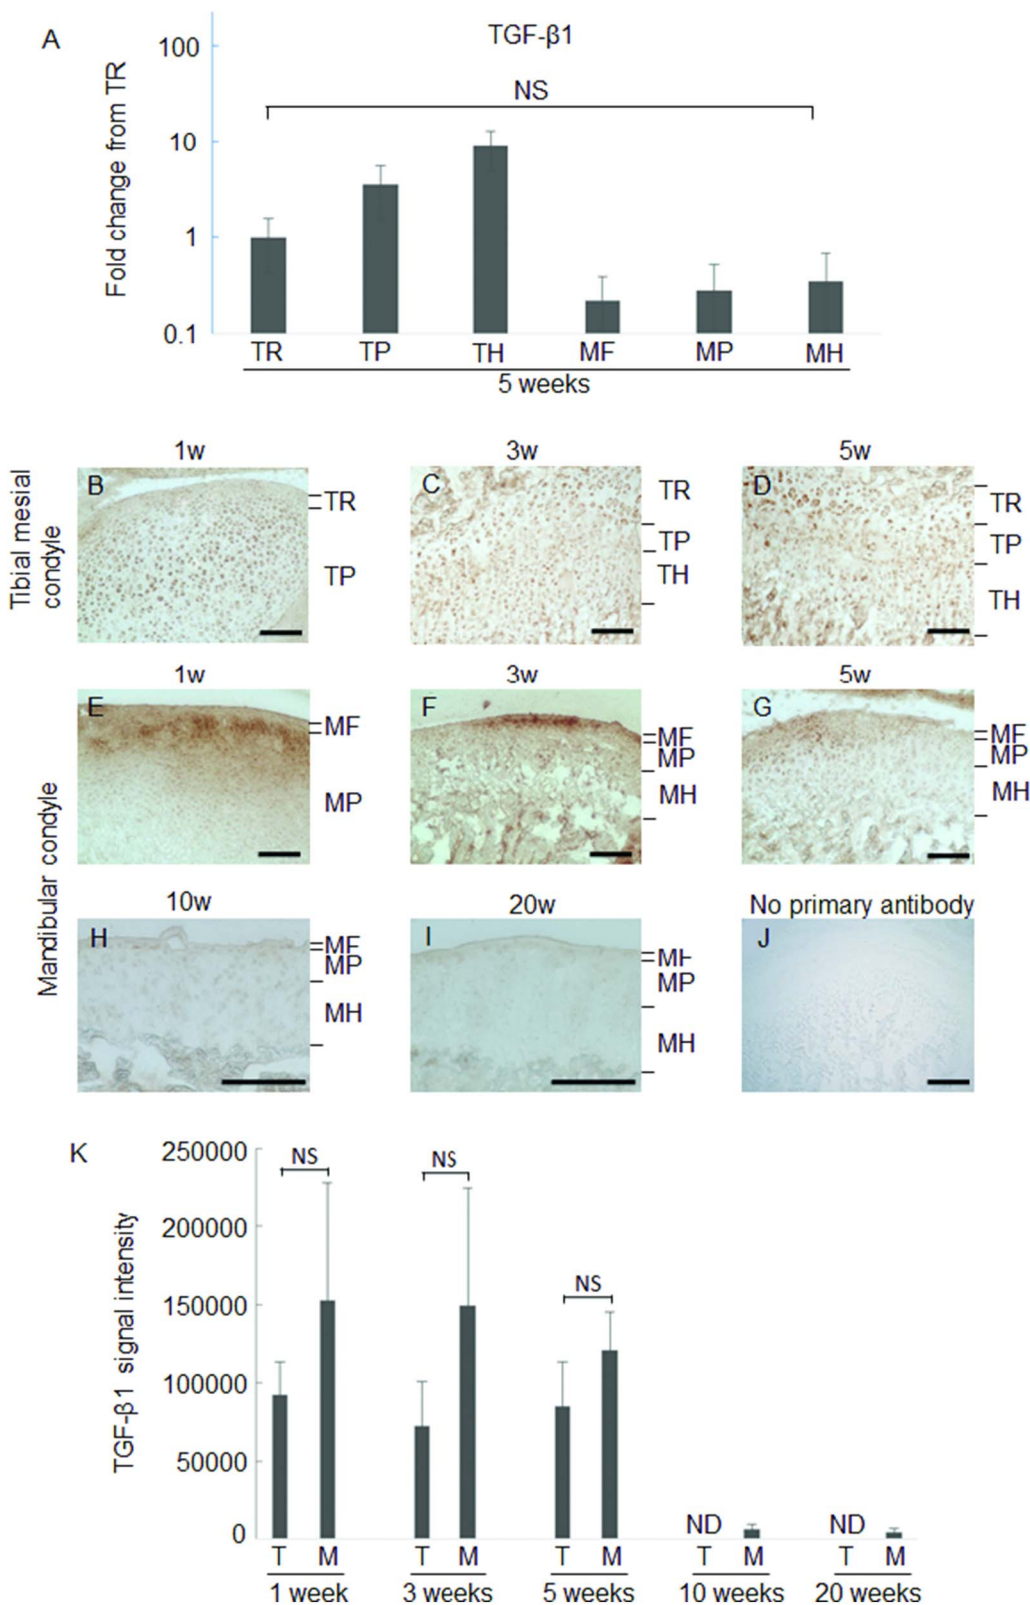 A
TGF-β1
Fold change from TR
100
10
1
0.1
NS
TR TP TH MF MP MH
5 weeks
Tibial mesial condyle
1w 3w 5w
B
TR
TP
C
TR
TP
TH
D
TR
TP
TH
Mandibular condyle
1w 3w 5w
E
MF
MP
F
MF
MP
MH
G
MF
MP
MH
10w 20w No primary antibody
H
MF
MP
MH
I
MF
MP
MH
J
K
TGF-β1 signal intensity
250000
200000
150000
100000
50000
0
NS NS NS
ND ND
T M T M T M T M T M
1 week 3 weeks 5 weeks 10 weeks 20 weeks